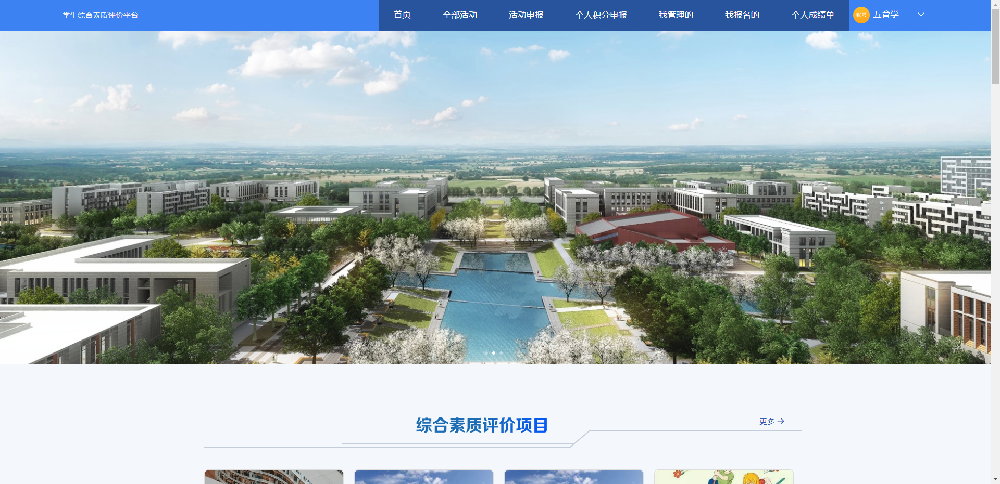 学生综合素质评价平台
首页
全部活动
活动申报
个人积分申报
我管理的
我报名的
个人成绩单
账号
五育学...
综合素质评价项目
更多